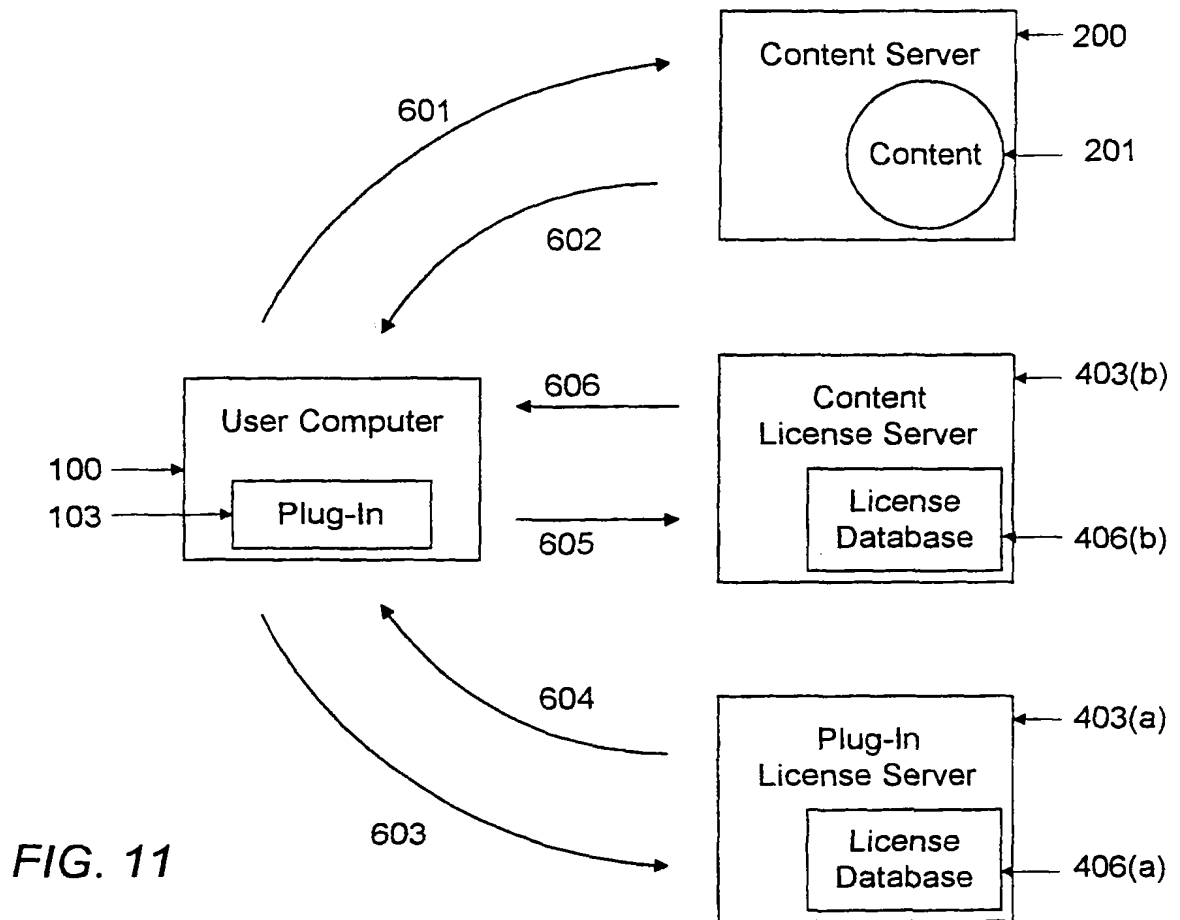 Content Server
200
Content
201
601
602
User Computer
Plug-In
100
103
606
605
Content
License Server
403(b)
License
Database
406(b)
604
603
Plug-In
License Server
403(a)
License
Database
406(a)
FIG. 11